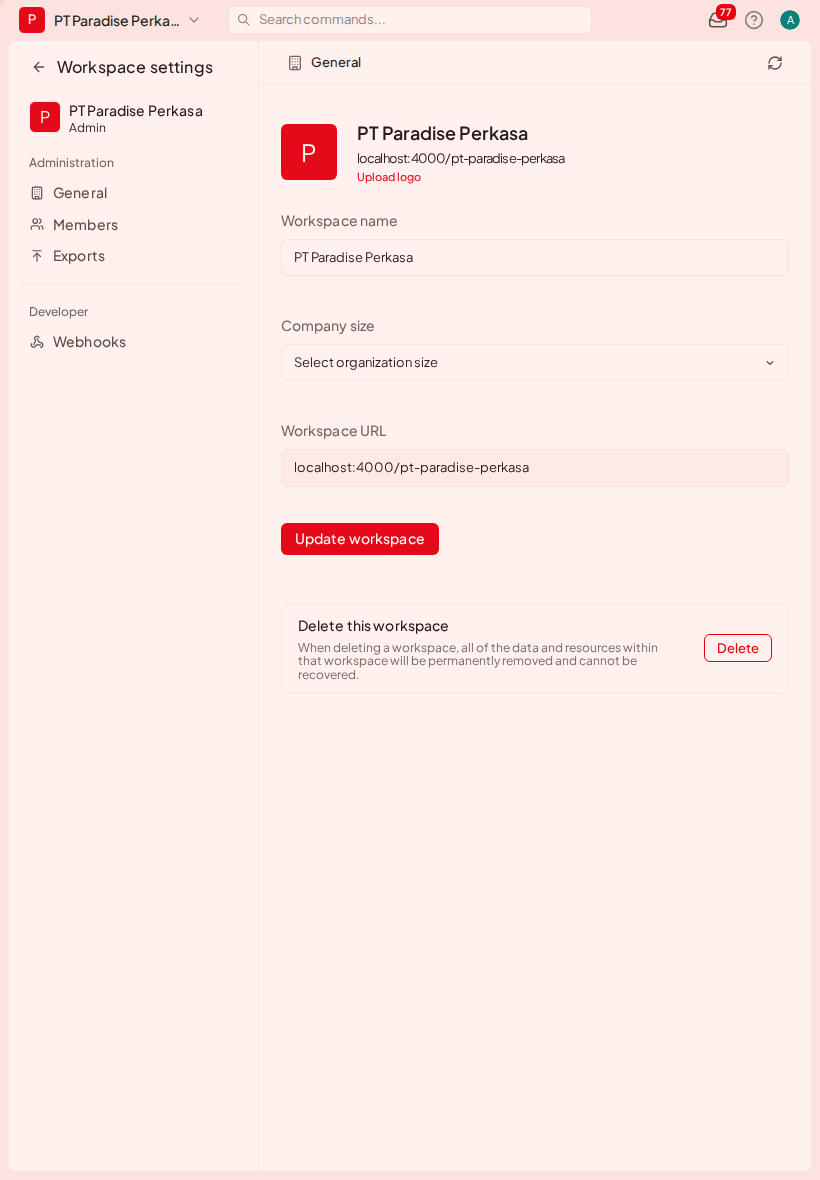 P PT Paradise Perka...
Search commands...
77
A
Workspace settings
P
PT Paradise Perkasa
Admin
Administration
General
Members
Exports
Developer
Webhooks
General
P
PT Paradise Perkasa
localhost:4000/pt-paradise-perkasa
Upload logo
Workspace name
PT Paradise Perkasa
Company size
Select organization size
Workspace URL
localhost:4000/pt-paradise-perkasa
Update workspace
Delete this workspace
When deleting a workspace, all of the data and resources within
that workspace will be permanently removed and cannot be
recovered.
Delete